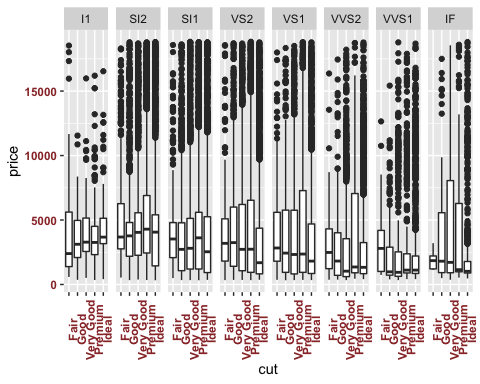 I1 SI2 SI1 VS2 VS1 VVS2 VVS1 IF
price
15000
10000
5000
0
Fair Good Very Good Premium Ideal Fair Good Very Good Premium Ideal Fair Good Very Good Premium Ideal Fair Good Very Good Premium Ideal Fair Good Very Good Premium Ideal Fair Good Very Good Premium Ideal Fair Good Very Good Premium Ideal Fair Good Very Good Premium Ideal
cut